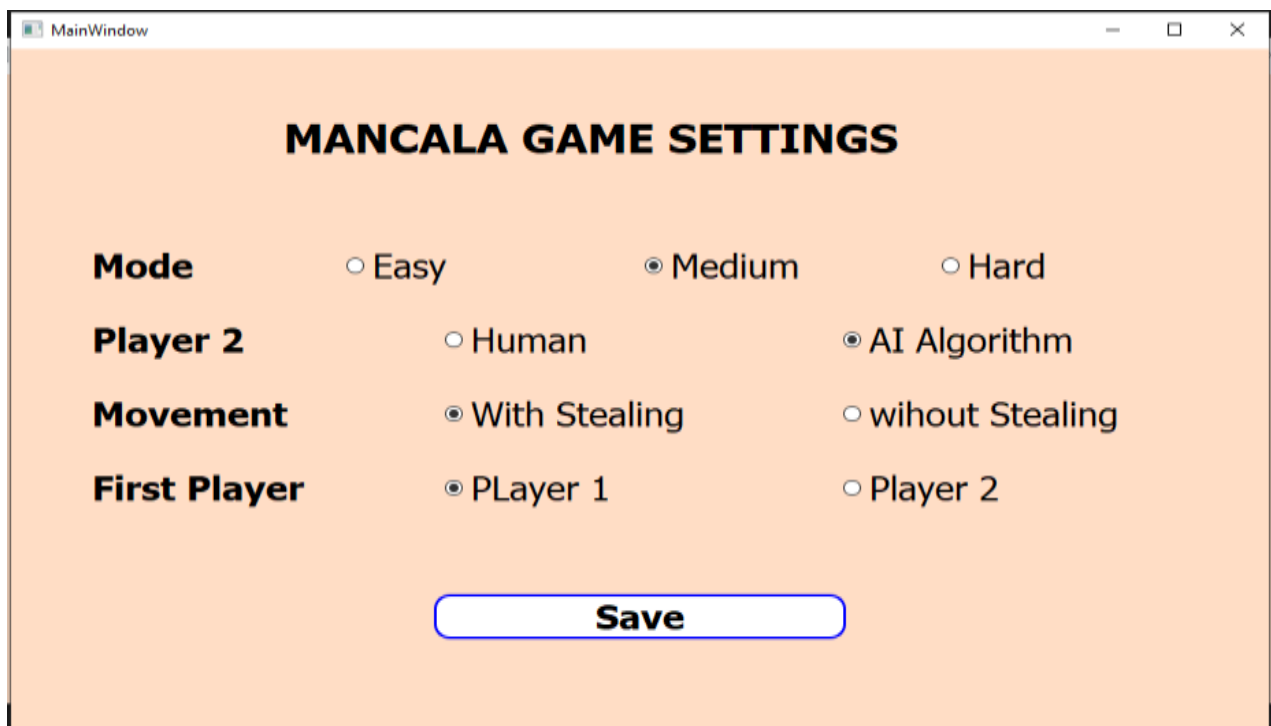 MainWindow
MANCALA GAME SETTINGS
Mode Easy Medium Hard
Player 2 Human AI Algorithm
Movement With Stealing wihout Stealing
First Player PLayer 1 Player 2
Save